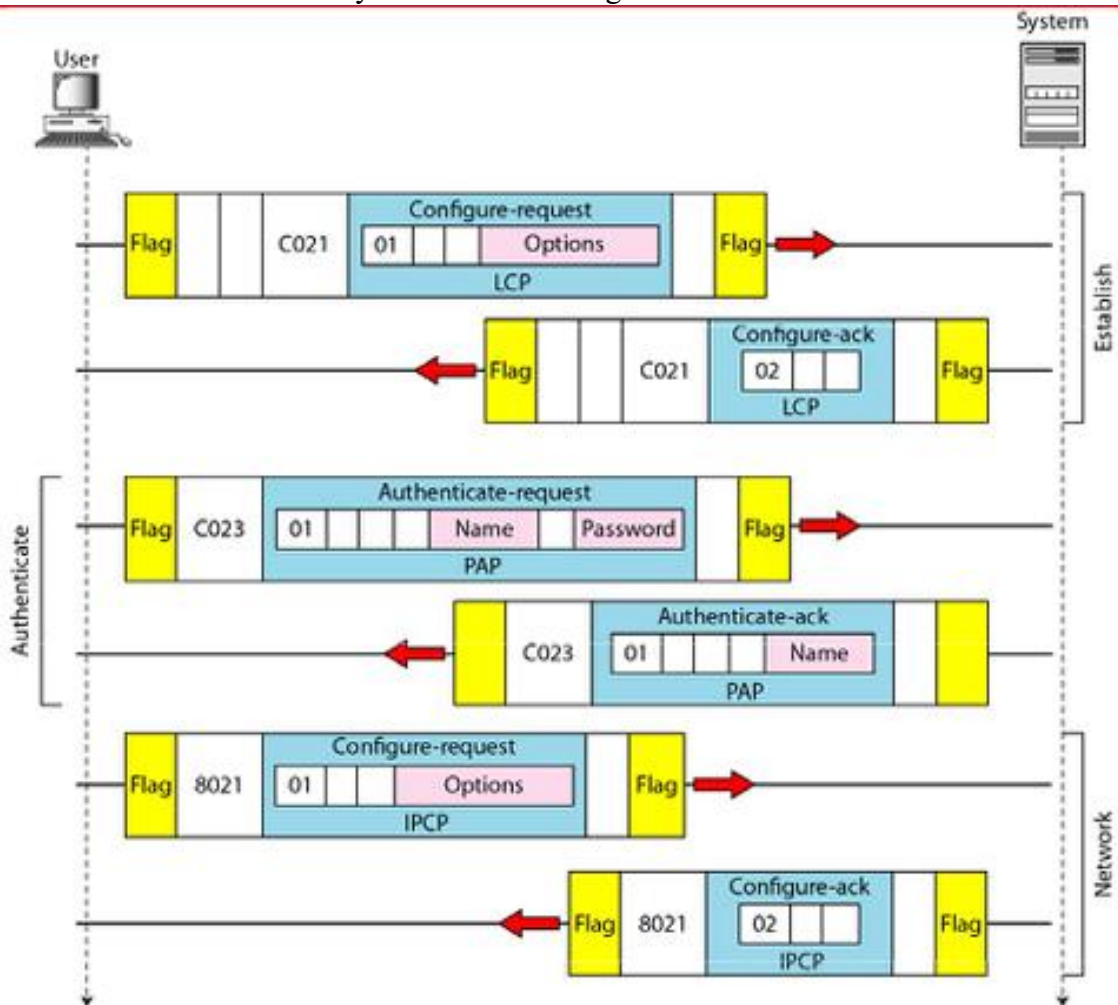 System
User
Flag C021 Configure-request Flag
01 Options
LCP
Establish
Flag C021 Configure-ack Flag
02
LCP
Authenticate
Flag C023 Authenticate-request Flag
01 Name Password
PAP
C023 Authenticate-ack
01 Name
PAP
Flag 8021 Configure-request Flag
01 Options
IPCP
Network
Flag 8021 Configure-ack Flag
02
IPCP